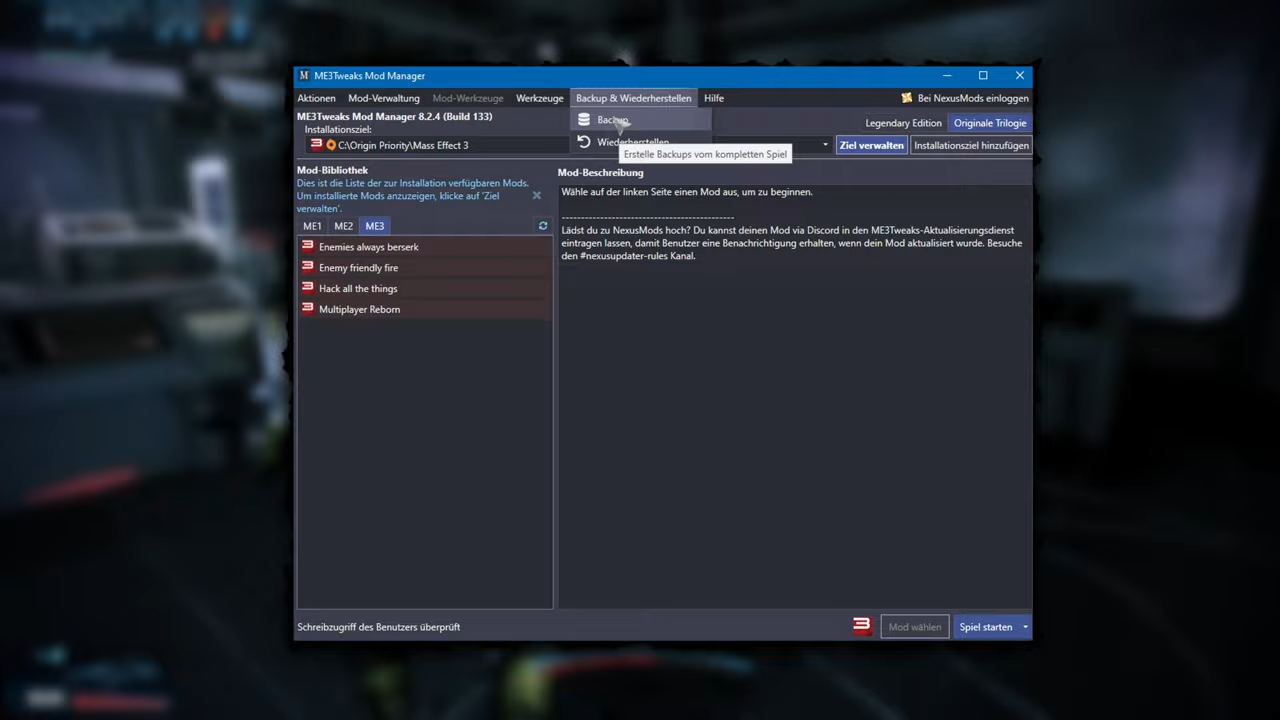 ME3Tweaks Mod Manager
Aktionen Mod-Verwaltung Mod-Werkzeuge Werkzeuge Backup & Wiederherstellen Hilfe Bei NexusMods einloggen
ME3Tweaks Mod Manager 8.2.4 (Build 133)
Backup
Legendary Edition Originale Trilogie
Installationsziel:
C:\Origin Priority\Mass Effect 3
Wiederherstellen
Ziel verwalten Installationsziel hinzufügen
Erstelle Backups vom kompletten Spiel
Mod-Bibliothek
Dies ist die Liste der zur Installation verfügbaren Mods.
Um installierte Mods anzuzeigen, klicke auf 'Ziel
verwalten'.
ME1 ME2 ME3
Enemies always berserk
Enemy friendly fire
Hack all the things
Multiplayer Reborn
Mod-Beschreibung
Wähle auf der linken Seite einen Mod aus, um zu beginnen.
--------------------------------------------
Lädst du zu NexusMods hoch? Du kannst deinen Mod via Discord in den ME3Tweaks-Aktualisierungsdienst
eintragen lassen, damit Benutzer eine Benachrichtigung erhalten, wenn dein Mod aktualisiert wurde. Besuche
den #nexusupdater-rules Kanal.
Schreibzugriff des Benutzers überprüft
Mod wählen Spiel starten